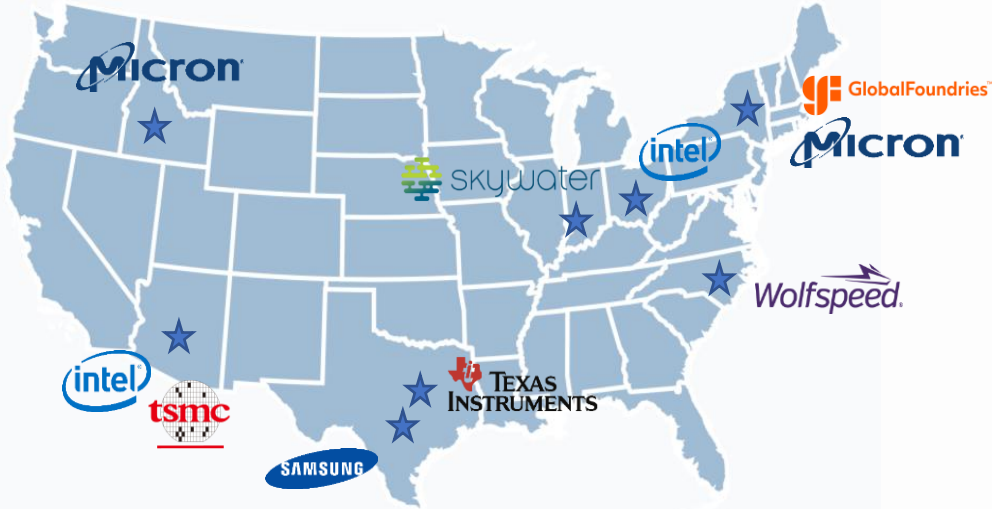 Micron
GlobalFoundries™
Micron
intel
skywater
Wolfspeed
intel
tsmc
TEXAS
INSTRUMENTS
SAMSUNG